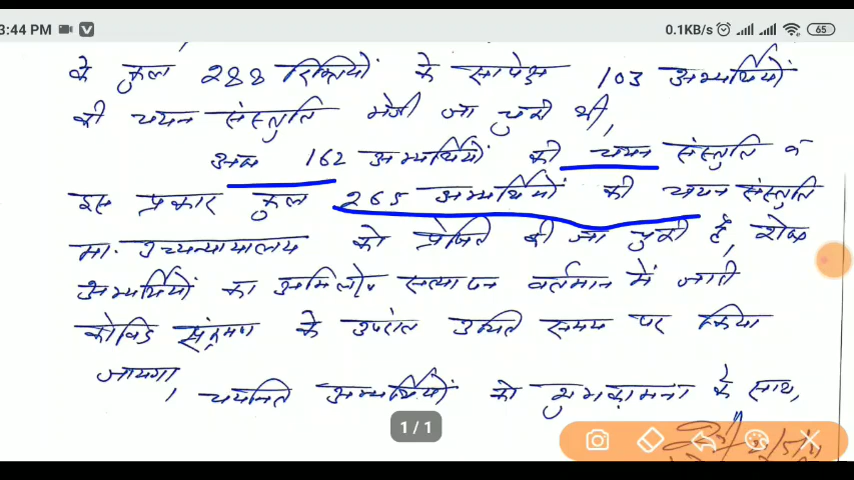 3:44 PM 0.1KB/s 65
के कुल 288 रिक्तियों के सापेक्ष 103 अभ्यर्थियों
की चयन संस्तुति भेजी जा चुकी थी,
अब 162 अभ्यर्थियों की चयन संस्तुति व
इस प्रकार कुल 265 अभ्यर्थियों की चयन संस्तुति
मा. उच्चन्यायालय को प्रेषित की जा चुकी है, शेष
अभ्यर्थियों का अभिलेख सत्यापन वर्तमान में जारी
कोविड संक्रमण के उपरांत उचित समय पर किया
जायगा,
चयनित अभ्यर्थियों को शुभकामना के साथ,
1/1